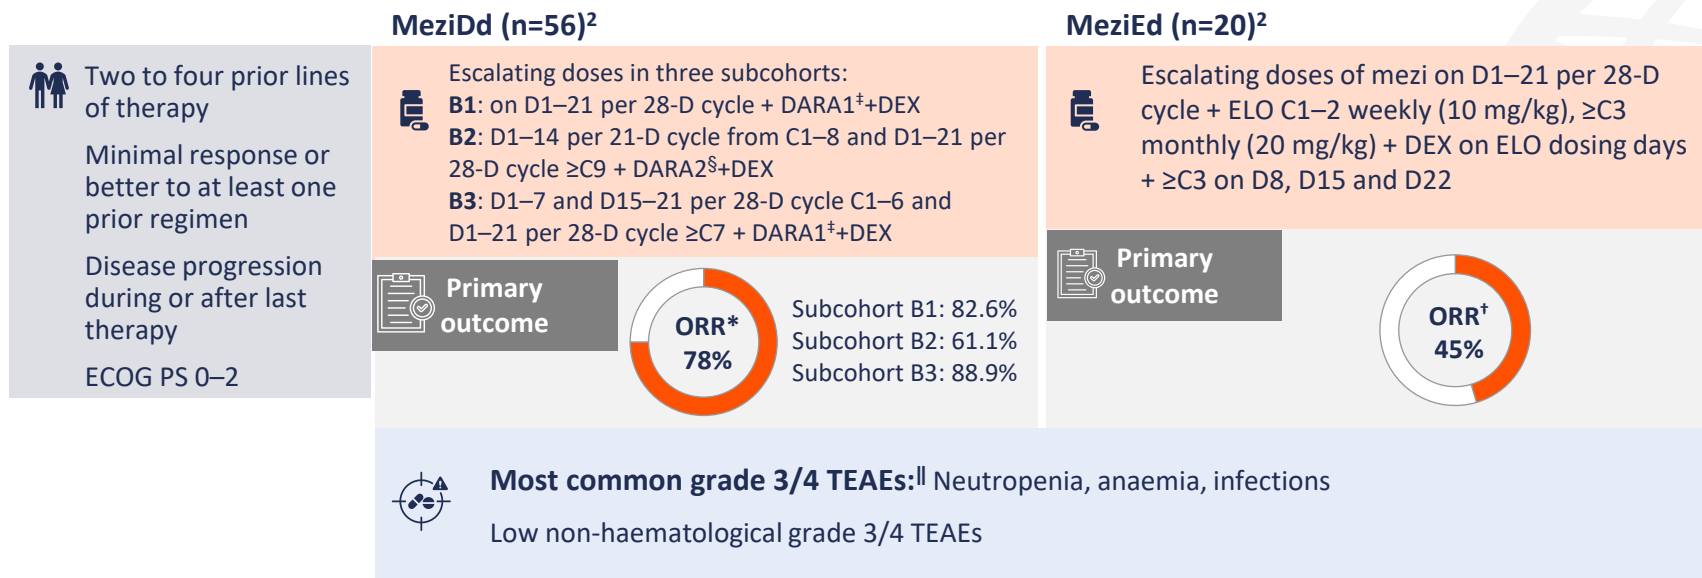 MeziDd (n=56)²
MeziEd (n=20)²
Two to four prior lines
of therapy
Minimal response or
better to at least one
prior regimen
Disease progression
during or after last
therapy
ECOG PS 0–2
Escalating doses in three subcohorts:
B1: on D1–21 per 28-D cycle + DARA1‡+DEX
B2: D1–14 per 21-D cycle from C1–8 and D1–21 per
28-D cycle ≥C9 + DARA2§+DEX
B3: D1–7 and D15–21 per 28-D cycle C1–6 and
D1–21 per 28-D cycle ≥C7 + DARA1‡+DEX
Escalating doses of mezi on D1–21 per 28-D
cycle + ELO C1–2 weekly (10 mg/kg), ≥C3
monthly (20 mg/kg) + DEX on ELO dosing days
+ ≥C3 on D8, D15 and D22
Primary
outcome
ORR*
78%
Subcohort B1: 82.6%
Subcohort B2: 61.1%
Subcohort B3: 88.9%
Primary
outcome
ORR†
45%
Most common grade 3/4 TEAEs:‖ Neutropenia, anaemia, infections
Low non-haematological grade 3/4 TEAEs